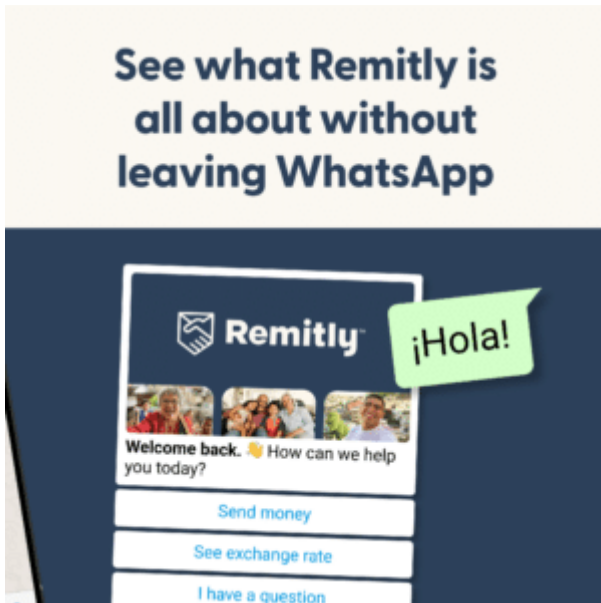 See what Remitly is
all about without
leaving WhatsApp
Remitly
¡Hola!
Welcome back. 👋 How can we help
you today?
Send money
See exchange rate
I have a question